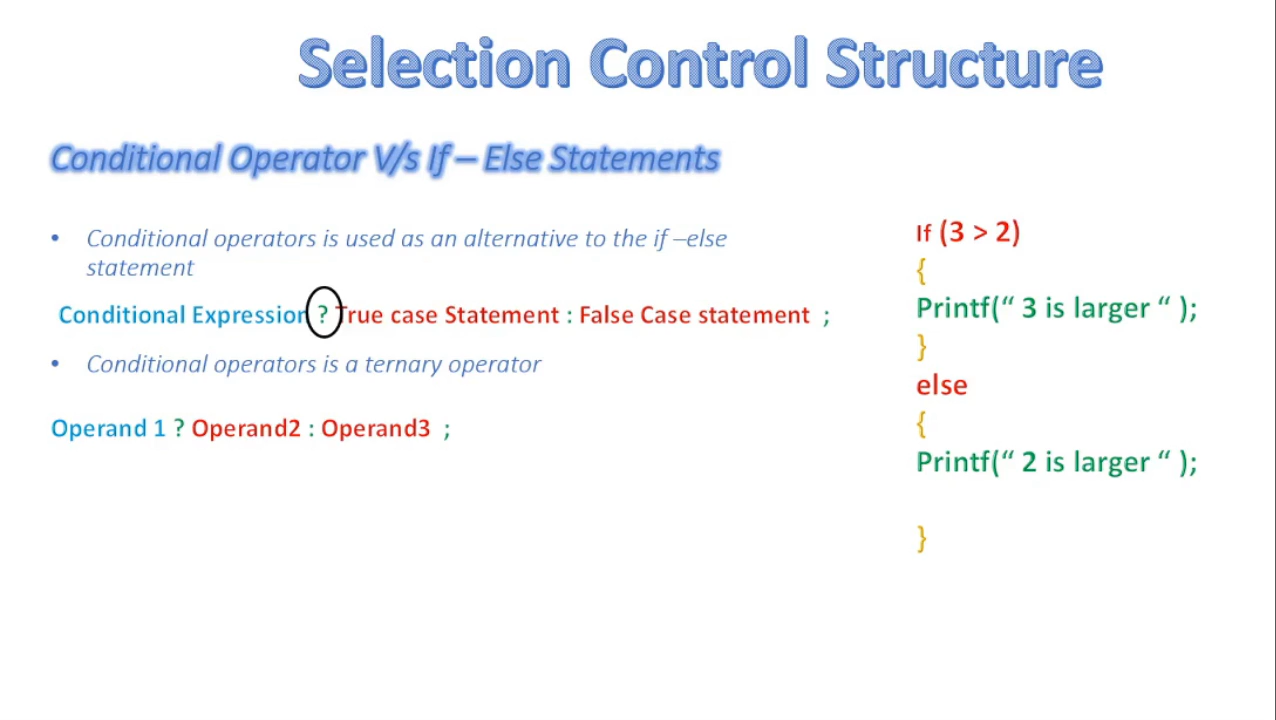 Selection Control Structure
Conditional Operator V/s If – Else Statements
• Conditional operators is used as an alternative to the if –else
statement
Conditional Expression ? True case Statement : False Case statement ;
• Conditional operators is a ternary operator
Operand 1 ? Operand2 : Operand3 ;
If (3 > 2)
{
Printf(“ 3 is larger “ );
}
else
{
Printf(“ 2 is larger “ );
}